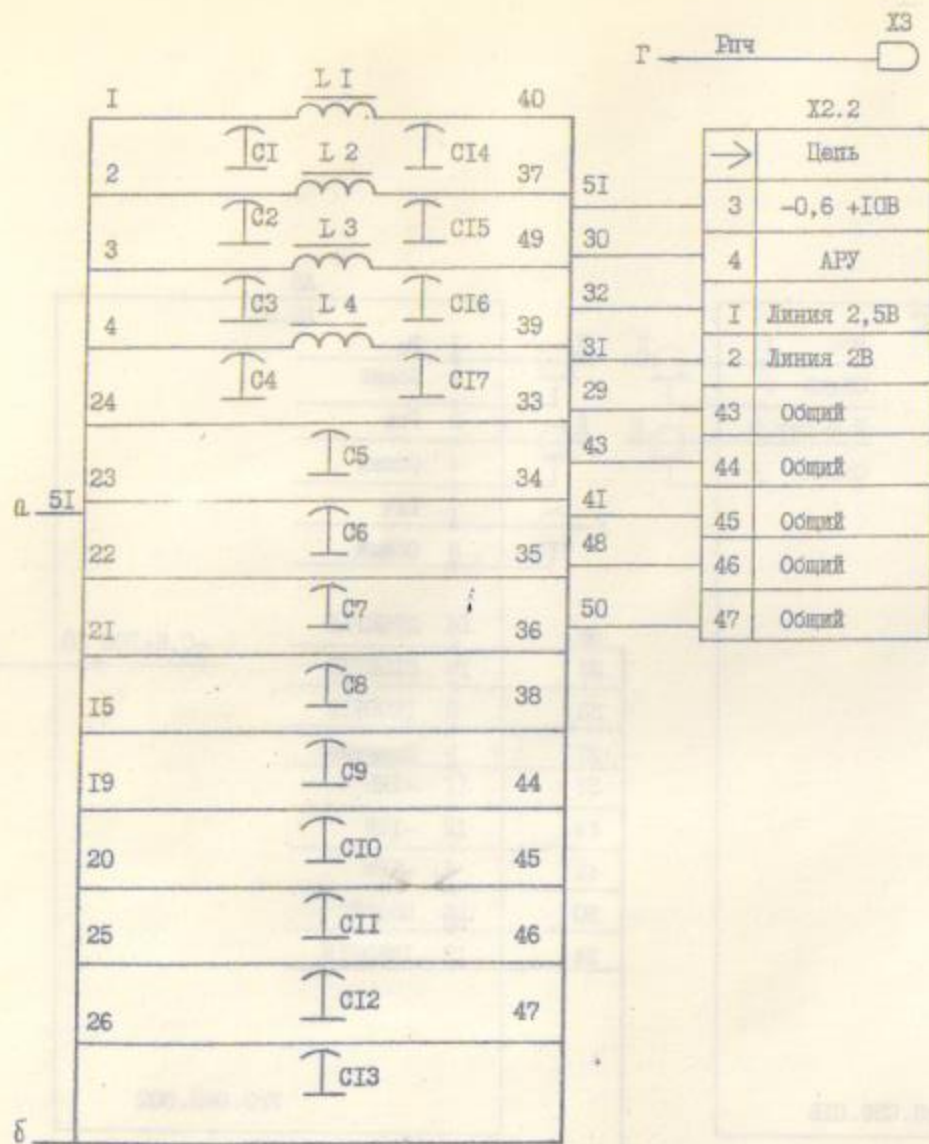 X3
Г Рпч
X2.2
→ Цепь
3 -0,6 +I0В
4 АРУ
I Линия 2,5В
2 Линия 2В
43 Общий
44 Общий
45 Общий
46 Общий
47 Общий
I L I 40
CI CI4
2 L 2 37
C2 CI5
3 L 3 49
C3 CI6
4 L 4 39
C4 CI7
24 33
C5
23 34
C6
22 35
C7
2I 36
C8
I5 38
C9
I9 44
CI0
20 45
CII
25 46
CI2
26 47
CI3
а 5I
б
5I
30
32
3I
29
43
4I
48
50